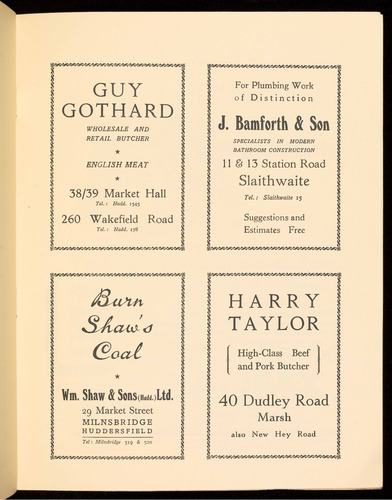 GUY
GOTHARD
WHOLESALE AND
RETAIL BUTCHER
★
ENGLISH MEAT
★
38/39 Market Hall
Tel.: Hudd. 1545
260 Wakefield Road
Tel.: Hudd. 178
For Plumbing Work
of Distinction
J. Bamforth & Son
SPECIALISTS IN MODERN
BATHROOM CONSTRUCTION
11 & 13 Station Road
Slaithwaite
Tel.: Slaithwaite 15
Suggestions and
Estimates Free
Burn
Shaw's
Coal
★
Wm. Shaw & Sons (Hudd.) Ltd.
29 Market Street
MILNSBRIDGE
HUDDERSFIELD
Tel: Milnsbridge 519 & 520
HARRY
TAYLOR
High-Class Beef
and Pork Butcher
40 Dudley Road
Marsh
also New Hey Road